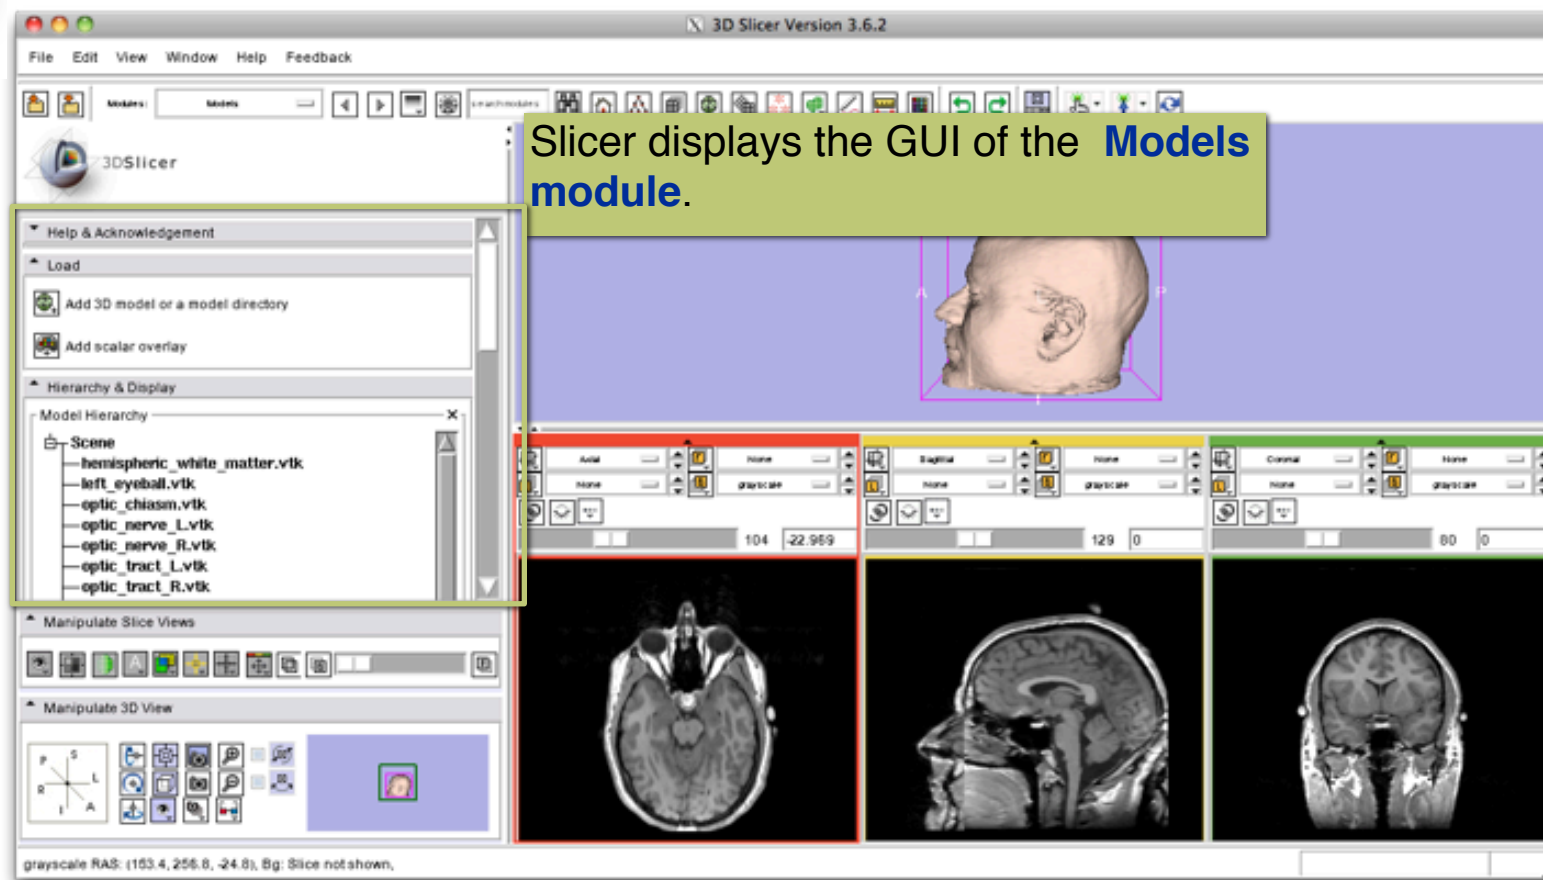 3D Slicer Version 3.6.2
File Edit View Window Help Feedback
Modules: Models search modules
Slicer displays the GUI of the Models
module.
3DSlicer
Help & Acknowledgement
Load
Add 3D model or a model directory
Add scalar overlay
Hierarchy & Display
Model Hierarchy
Scene
hemispheric_white_matter.vtk
left_eyeball.vtk
optic_chiasm.vtk
optic_nerve_L.vtk
optic_nerve_R.vtk
optic_tract_L.vtk
optic_tract_R.vtk
A P
I
Axial None Sagittal None Coronal None
None grayscale None grayscale None grayscale
104 -22.959 129 0 80 0
Manipulate Slice Views
Manipulate 3D View
P S
R L
I A
grayscale RAS: (163.4, 256.8, -24.8), Bg: Slice not shown,